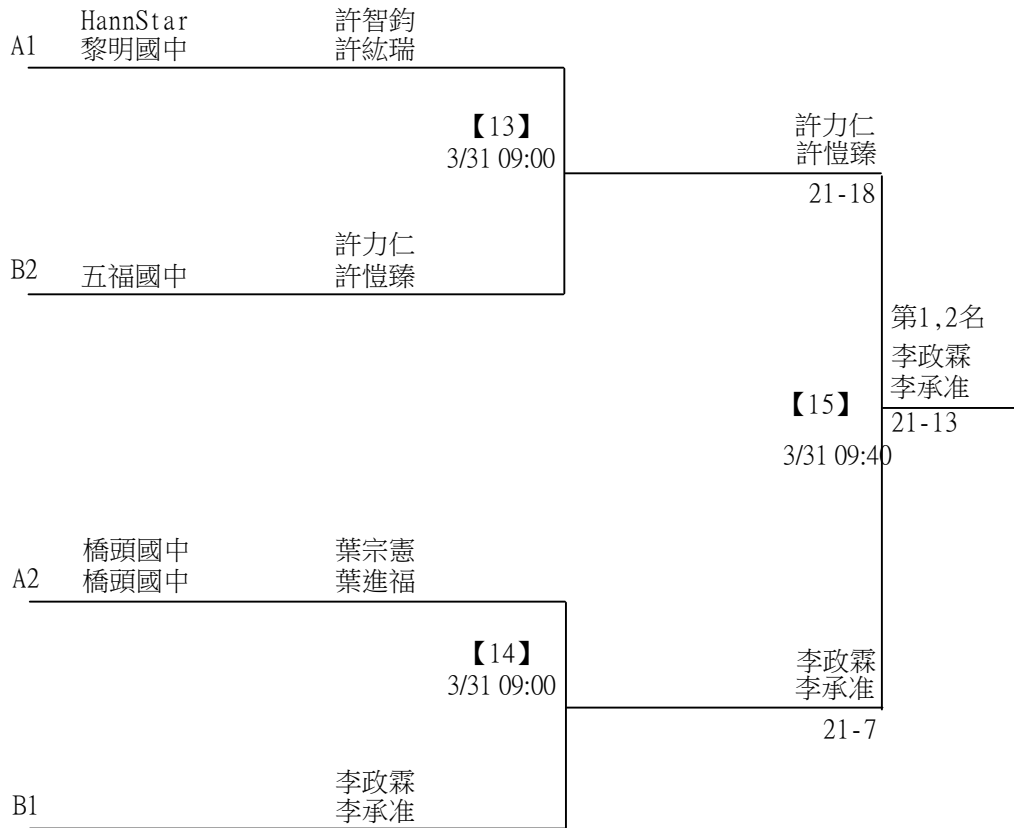 HannStar 許智鈞
A1 黎明國中 許紘瑞
【13】
3/31 09:00
許力仁
許愷臻
21-18
許力仁
B2 五福國中 許愷臻
第1,2名
李政霖
李承准
【15】
21-13
3/31 09:40
橋頭國中 葉宗憲
A2 橋頭國中 葉進福
【14】
3/31 09:00
李政霖
李承准
21-7
李政霖
B1 李承准